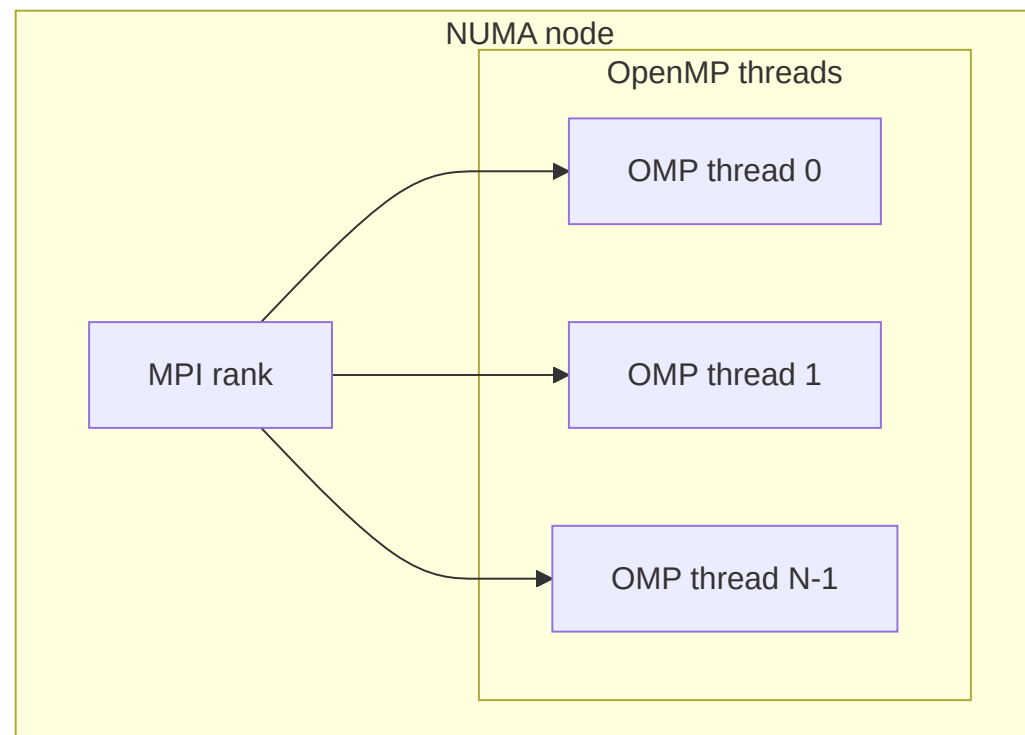 NUMA node
OpenMP threads
OMP thread 0
MPI rank
OMP thread 1
OMP thread N-1